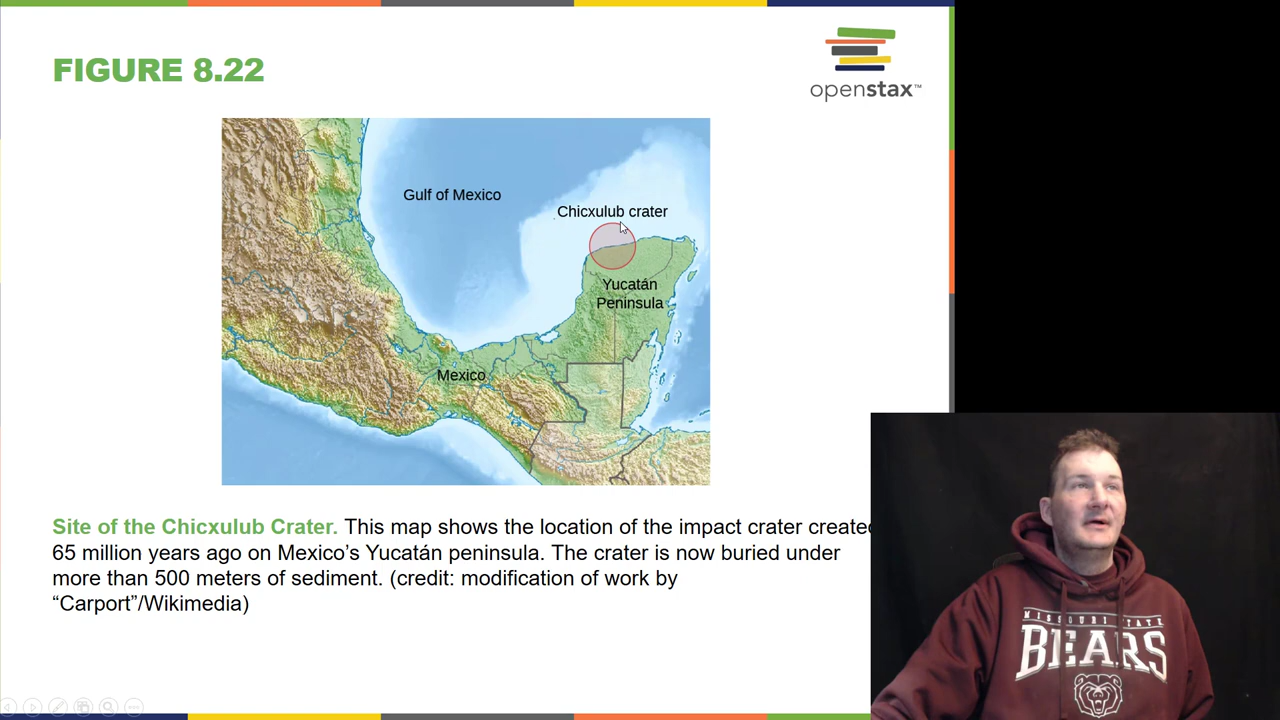 FIGURE 8.22
openstax™
Gulf of Mexico
Chicxulub crater
Yucatán
Peninsula
Mexico
Site of the Chicxulub Crater. This map shows the location of the impact crater created
65 million years ago on Mexico’s Yucatán peninsula. The crater is now buried under
more than 500 meters of sediment. (credit: modification of work by
“Carport”/Wikimedia)
MISSOURI STATE
BEARS